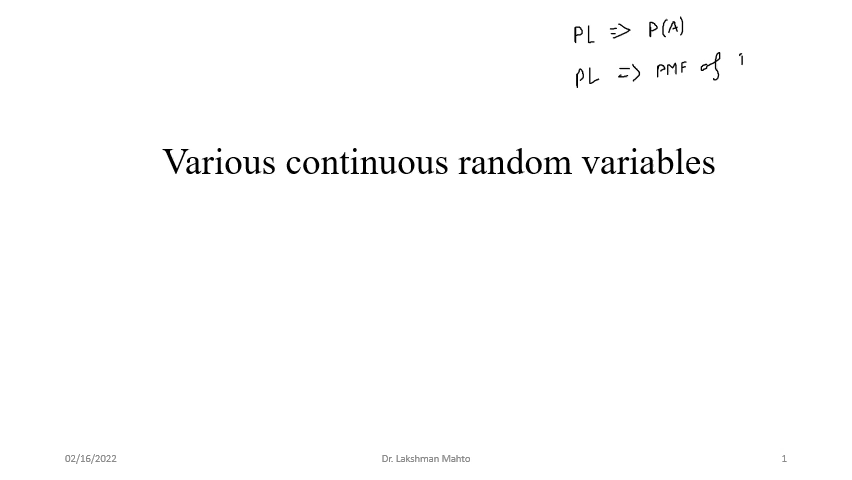 PL => P(A)
PL => PMF of
Various continuous random variables
02/16/2022 Dr. Lakshman Mahto 1